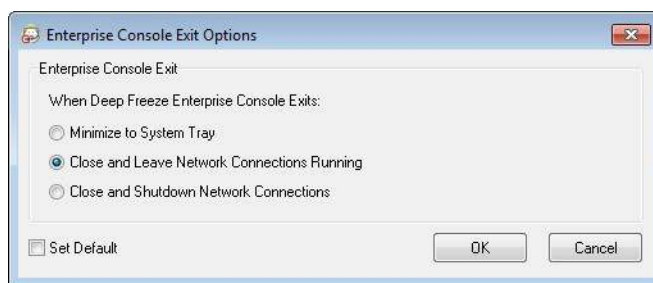 Enterprise Console Exit Options
Enterprise Console Exit
When Deep Freeze Enterprise Console Exits:
Minimize to System Tray
Close and Leave Network Connections Running
Close and Shutdown Network Connections
Set Default
OK
Cancel